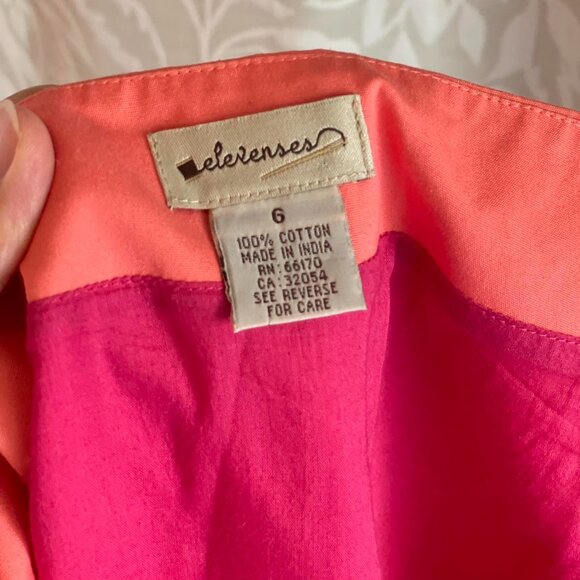 elevenses
6
100% COTTON
MADE IN INDIA
RN: 66170
CA: 32054
SEE REVERSE
FOR CARE